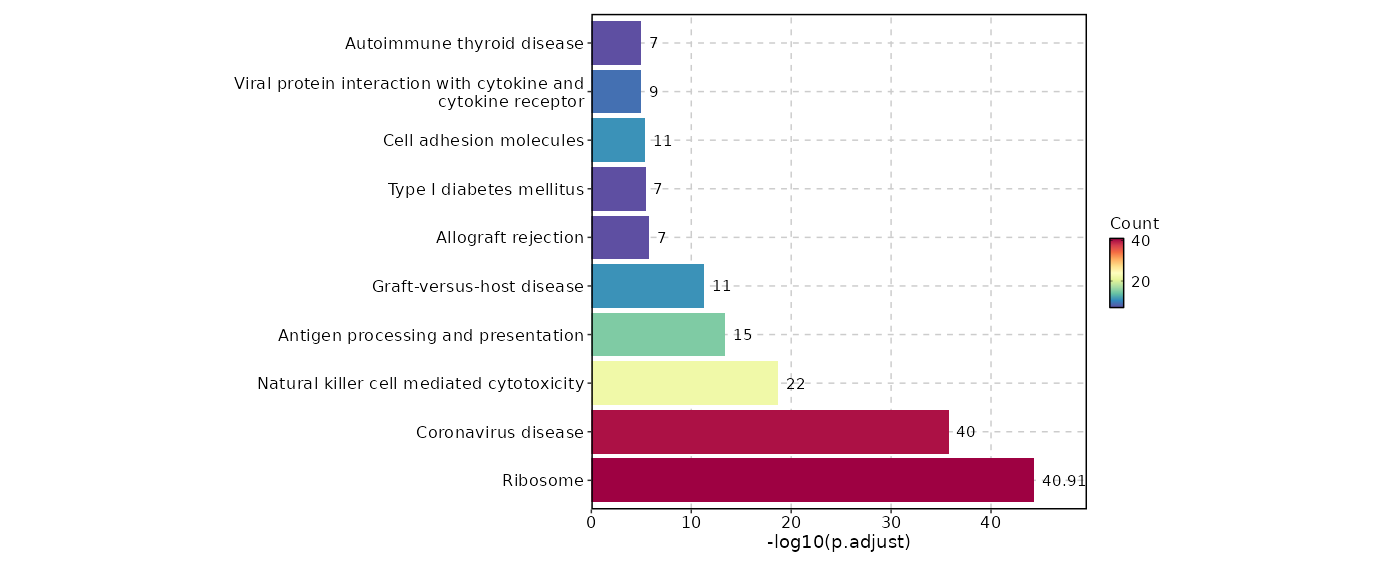 Autoimmune thyroid disease
7
Viral protein interaction with cytokine and
cytokine receptor
9
Cell adhesion molecules
11
Type I diabetes mellitus
7
Allograft rejection
7
Graft-versus-host disease
11
Antigen processing and presentation
15
Natural killer cell mediated cytotoxicity
22
Coronavirus disease
40
Ribosome
40.91
0 10 20 30 40
-log10(p.adjust)
Count
40
20